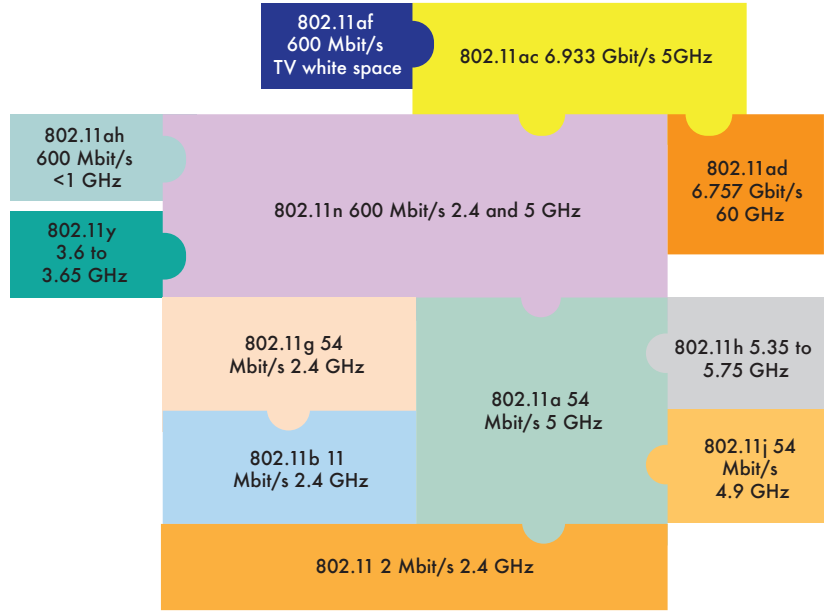 802.11af
600 Mbit/s
TV white space
802.11ac 6.933 Gbit/s 5GHz
802.11ah
600 Mbit/s
<1 GHz
802.11n 600 Mbit/s 2.4 and 5 GHz
802.11ad
6.757 Gbit/s
60 GHz
802.11y
3.6 to
3.65 GHz
802.11g 54
Mbit/s 2.4 GHz
802.11a 54
Mbit/s 5 GHz
802.11h 5.35 to
5.75 GHz
802.11b 11
Mbit/s 2.4 GHz
802.11j 54
Mbit/s
4.9 GHz
802.11 2 Mbit/s 2.4 GHz